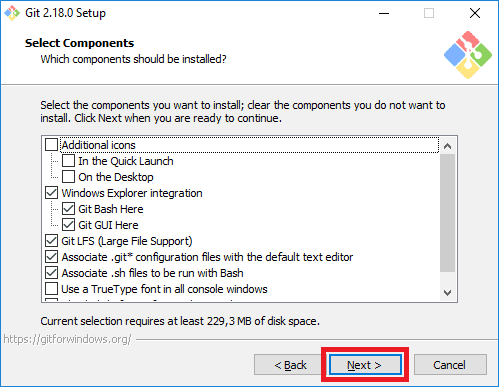 Git 2.18.0 Setup
Select Components
Which components should be installed?
Select the components you want to install; clear the components you do not want to
install. Click Next when you are ready to continue.
Additional icons
In the Quick Launch
On the Desktop
Windows Explorer integration
Git Bash Here
Git GUI Here
Git LFS (Large File Support)
Associate .git* configuration files with the default text editor
Associate .sh files to be run with Bash
Use a TrueType font in all console windows
Current selection requires at least 229,3 MB of disk space.
https://gitforwindows.org/
< Back
Next >
Cancel